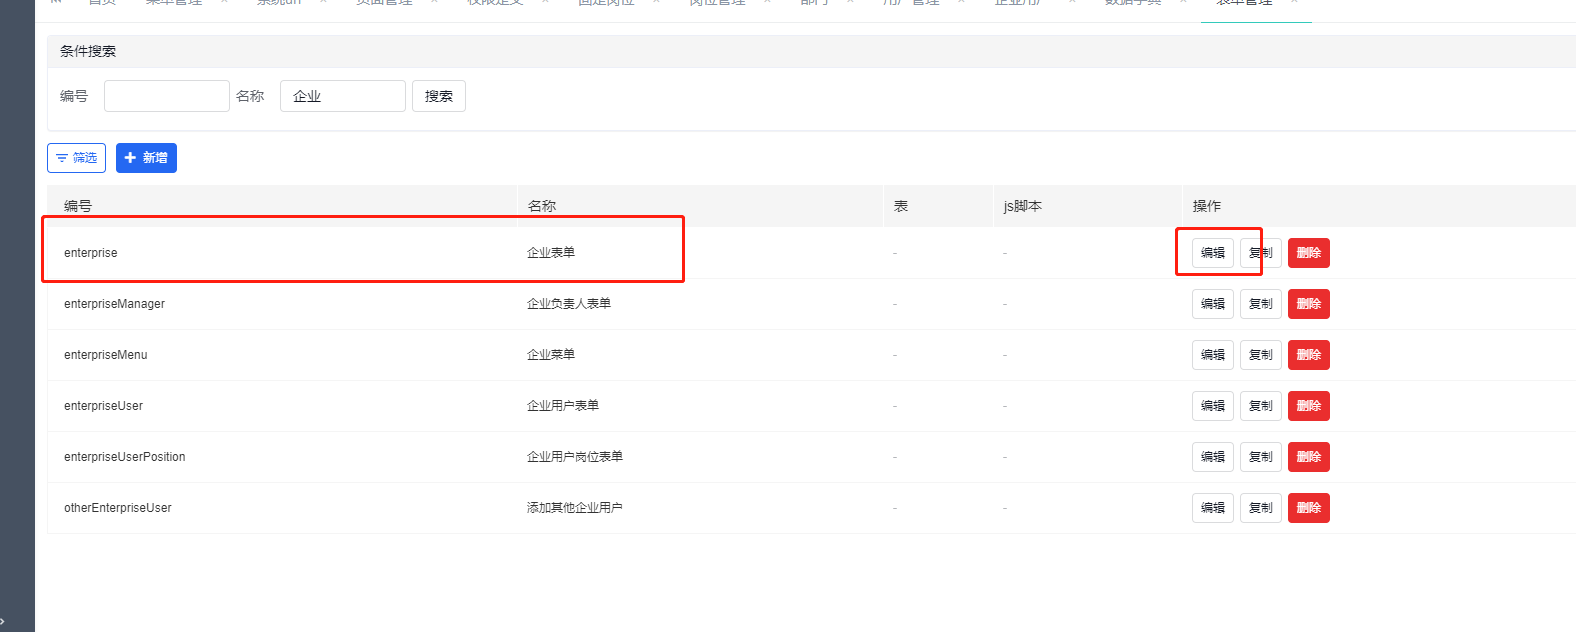 首页 菜单管理 系统url 页面管理 权限定义 固定岗位 岗位管理 部门 用户管理 企业用户 数据字典 表单管理
条件搜索
编号 名称 企业 搜索
筛选 新增
编号 名称 表 js脚本 操作
enterprise 企业表单 - - 编辑 复制 删除
enterpriseManager 企业负责人表单 - - 编辑 复制 删除
enterpriseMenu 企业菜单 - - 编辑 复制 删除
enterpriseUser 企业用户表单 - - 编辑 复制 删除
enterpriseUserPosition 企业用户岗位表单 - - 编辑 复制 删除
otherEnterpriseUser 添加其他企业用户 - - 编辑 复制 删除